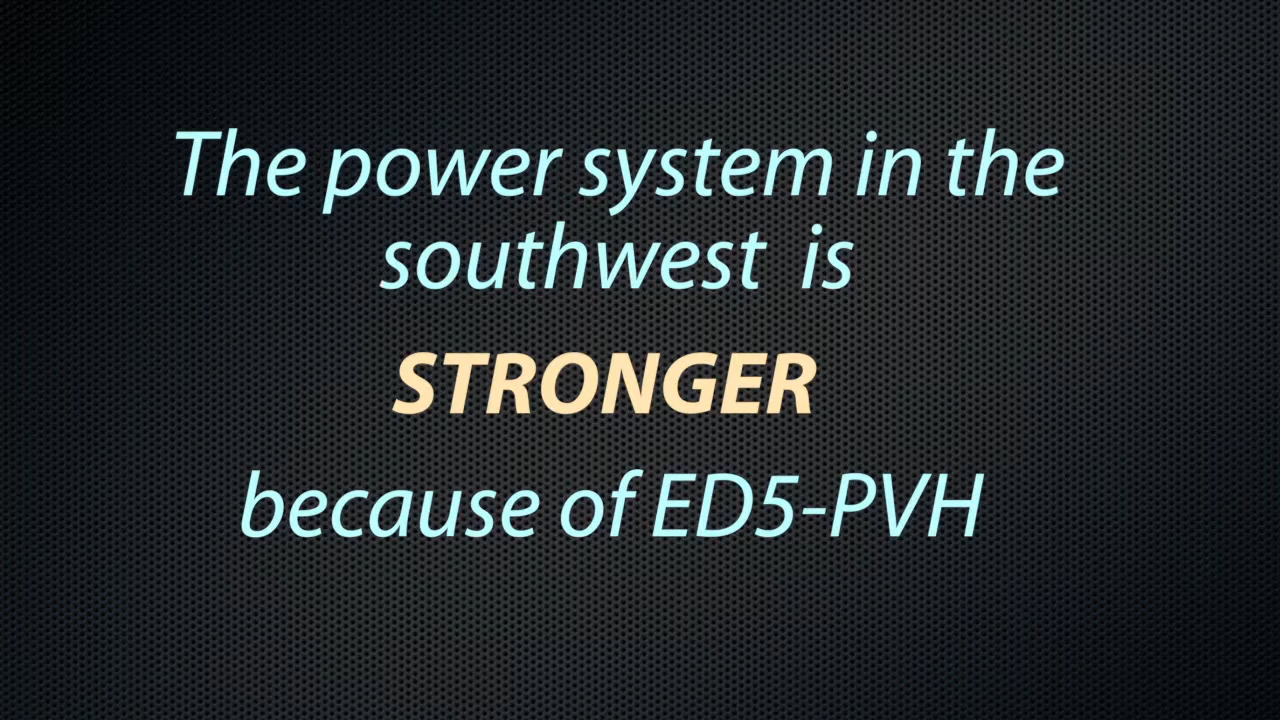 The power system in the
southwest is
STRONGER
because of ED5-PVH